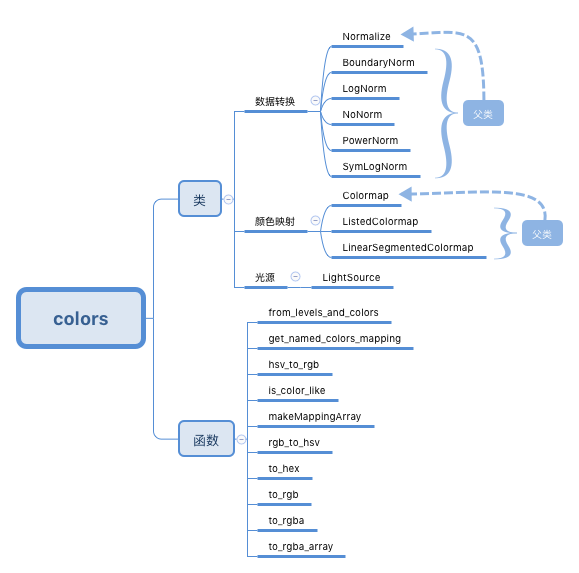 colors
类
数据转换
Normalize
BoundaryNorm
LogNorm
NoNorm
PowerNorm
SymLogNorm
父类
颜色映射
Colormap
ListedColormap
LinearSegmentedColormap
父类
光源
LightSource
函数
from_levels_and_colors
get_named_colors_mapping
hsv_to_rgb
is_color_like
makeMappingArray
rgb_to_hsv
to_hex
to_rgb
to_rgba
to_rgba_array